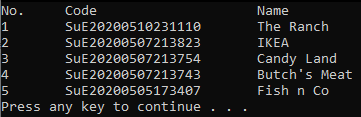 No. Code Name
1 SuE20200510231110 The Ranch
2 SuE20200507213823 IKEA
3 SuE20200507213754 Candy Land
4 SuE20200507213743 Butch's Meat
5 SuE20200505173407 Fish n Co
Press any key to continue . . .